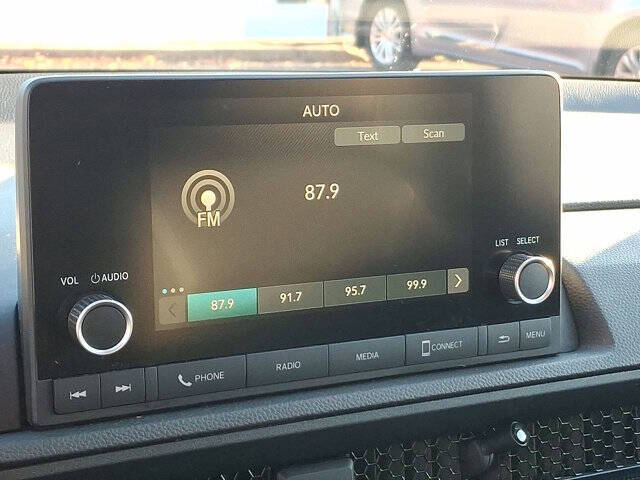 AUTO
Text Scan
87.9
FM
LIST SELECT
VOL AUDIO
87.9 91.7 95.7 99.9
PHONE RADIO MEDIA CONNECT MENU